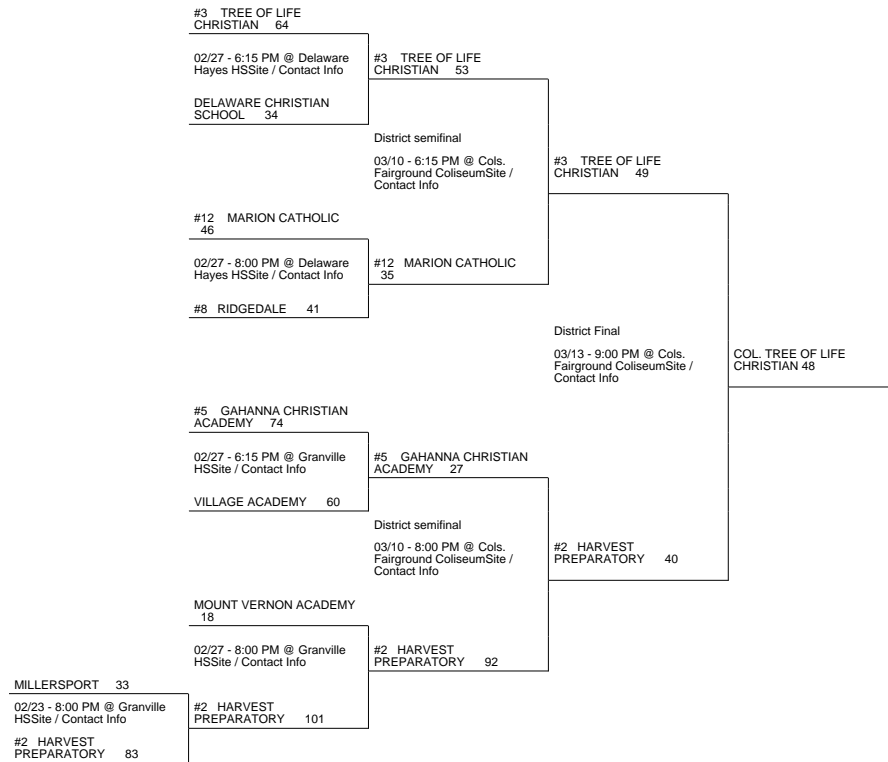 #3 TREE OF LIFE
CHRISTIAN 64
02/27 - 6:15 PM @ Delaware
Hayes HSSite / Contact Info
DELAWARE CHRISTIAN
SCHOOL 34
#3 TREE OF LIFE
CHRISTIAN 53
District semifinal
03/10 - 6:15 PM @ Cols.
Fairground ColiseumSite /
Contact Info
#3 TREE OF LIFE
CHRISTIAN 49
#12 MARION CATHOLIC
46
02/27 - 8:00 PM @ Delaware
Hayes HSSite / Contact Info
#8 RIDGEDALE 41
#12 MARION CATHOLIC
35
District Final
03/13 - 9:00 PM @ Cols.
Fairground ColiseumSite /
Contact Info
COL. TREE OF LIFE
CHRISTIAN 48
#5 GAHANNA CHRISTIAN
ACADEMY 74
02/27 - 6:15 PM @ Granville
HSSite / Contact Info
VILLAGE ACADEMY 60
#5 GAHANNA CHRISTIAN
ACADEMY 27
District semifinal
03/10 - 8:00 PM @ Cols.
Fairground ColiseumSite /
Contact Info
#2 HARVEST
PREPARATORY 40
MOUNT VERNON ACADEMY
18
02/27 - 8:00 PM @ Granville
HSSite / Contact Info
#2 HARVEST
PREPARATORY 92
MILLERSPORT 33
02/23 - 8:00 PM @ Granville
HSSite / Contact Info
#2 HARVEST
PREPARATORY 83
#2 HARVEST
PREPARATORY 101